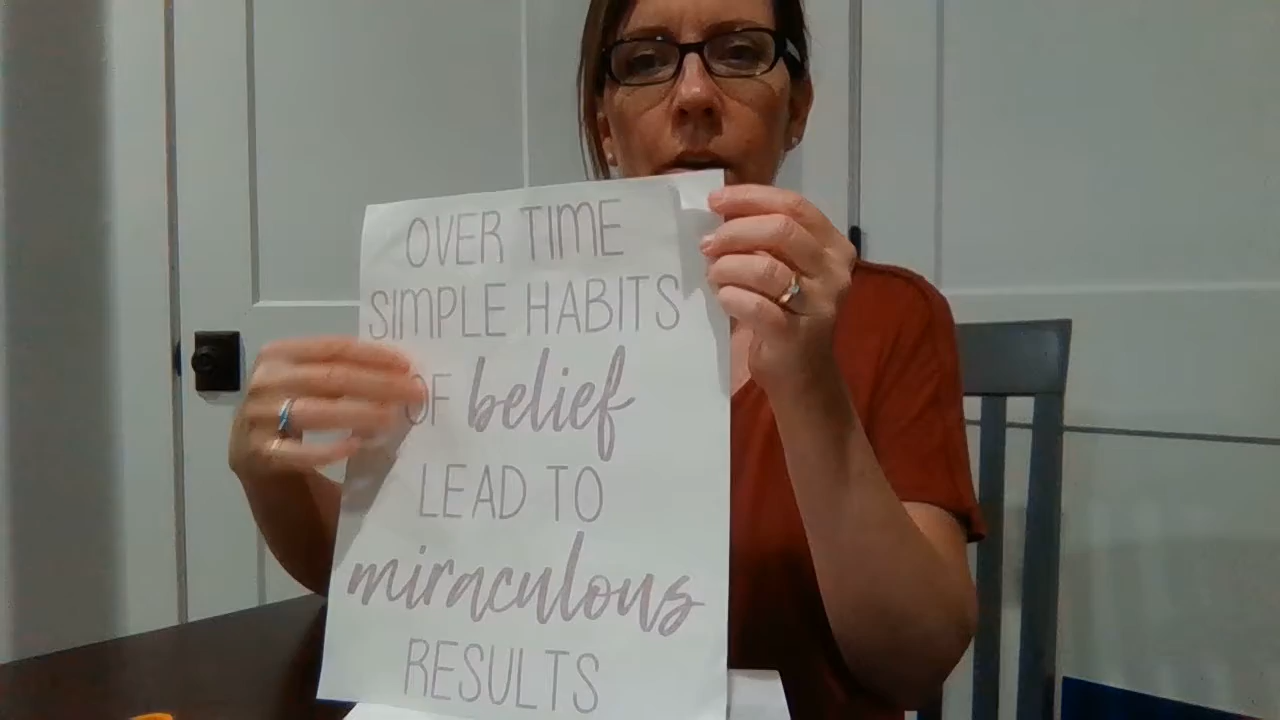 OVER TIME
SIMPLE HABITS
OF belief
LEAD TO
miraculous
RESULTS